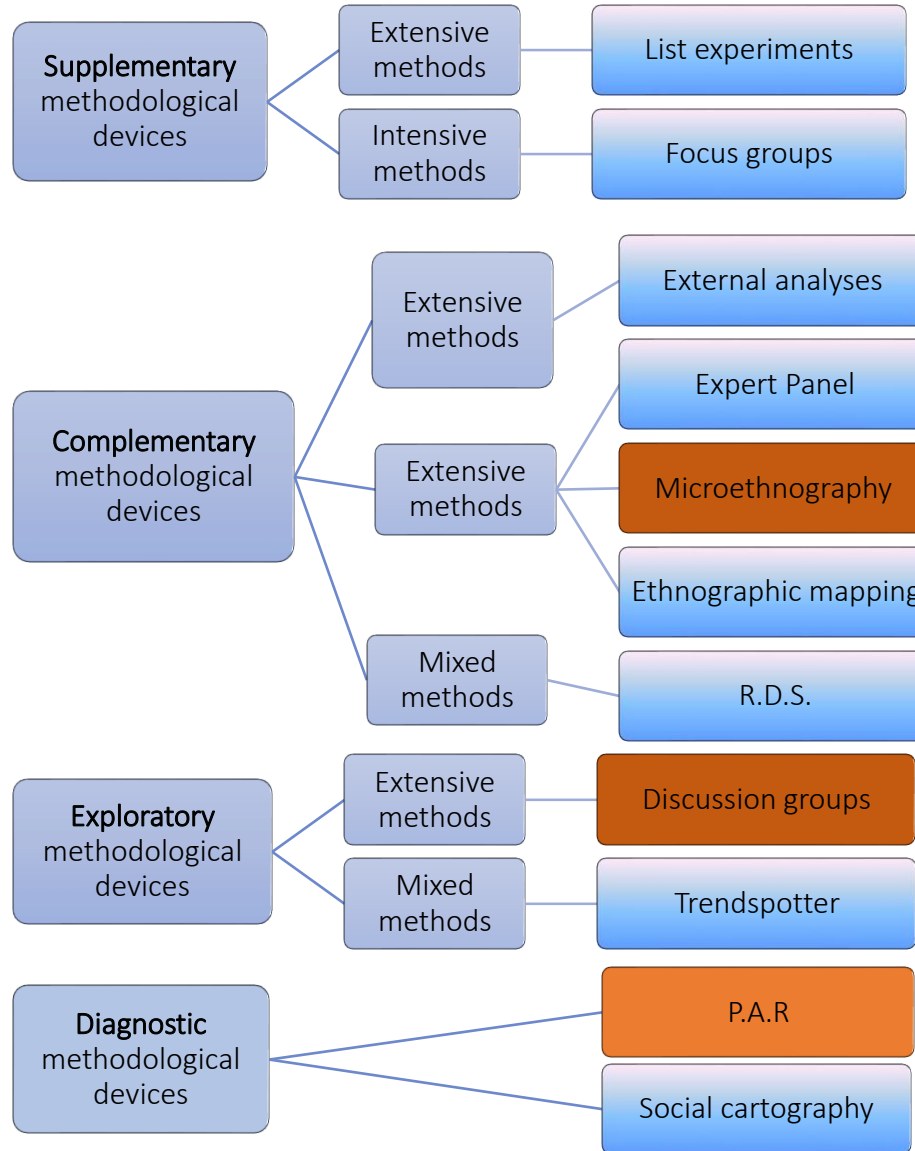 Supplementary
methodological
devices
Extensive
methods
List experiments
Intensive
methods
Focus groups
Complementary
methodological
devices
Extensive
methods
External analyses
Extensive
methods
Expert Panel
Microethnography
Ethnographic mapping
Mixed
methods
R.D.S.
Exploratory
methodological
devices
Extensive
methods
Discussion groups
Mixed
methods
Trendspotter
Diagnostic
methodological
devices
P.A.R
Social cartography